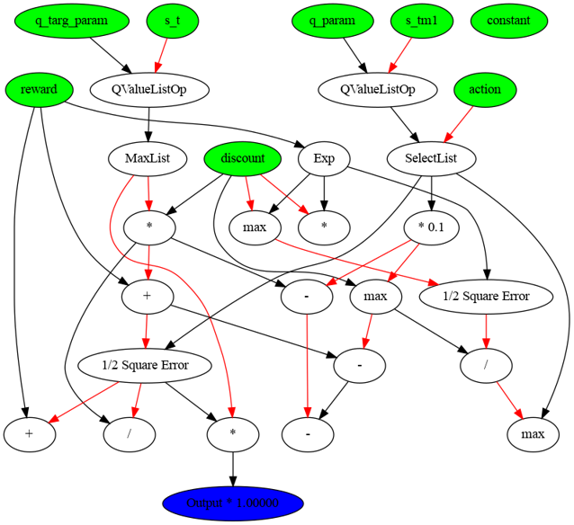 q_targ_param s_t q_param s_tm1 constant
QValueListOp QValueListOp
reward action
MaxList discount Exp SelectList
* max * * 0.1
+ - max 1/2 Square Error
1/2 Square Error - /
+ / * - max
Output * 1.00000